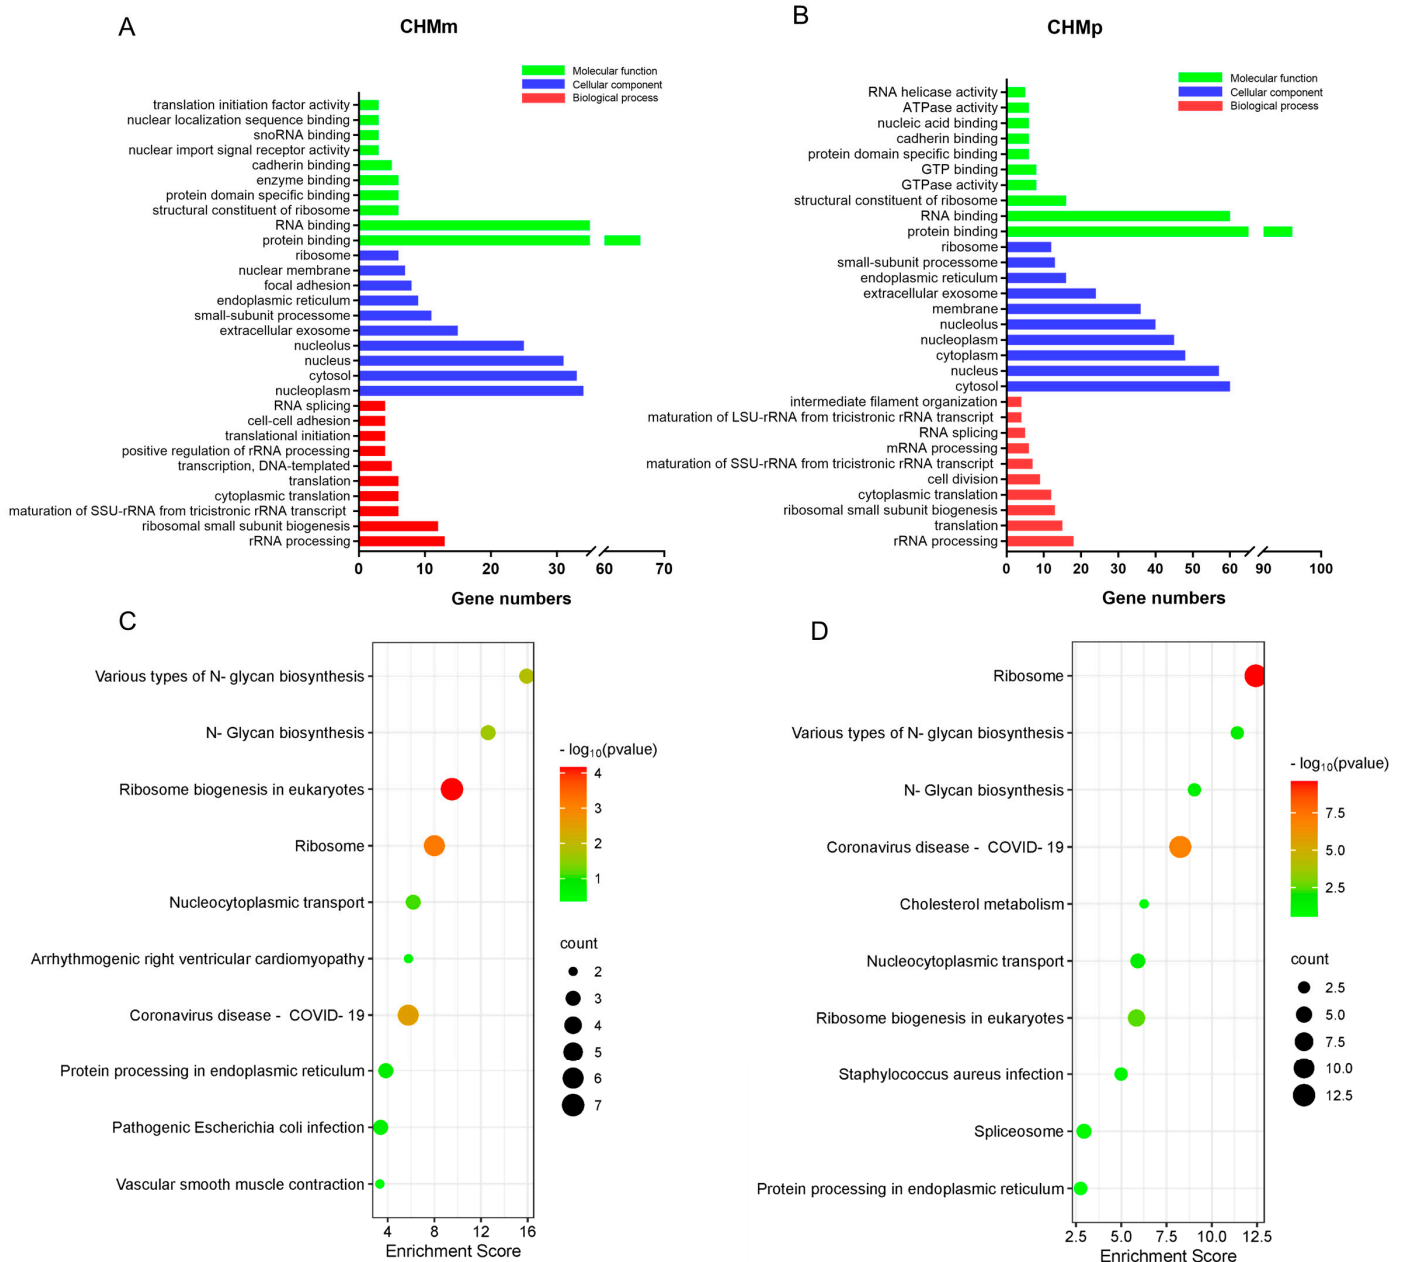 A
CHMm
Molecular function
Cellular component
Biological process
translation initiation factor activity
nuclear localization sequence binding
snoRNA binding
nuclear import signal receptor activity
cadherin binding
enzyme binding
protein domain specific binding
structural constituent of ribosome
RNA binding
protein binding
ribosome
nuclear membrane
focal adhesion
endoplasmic reticulum
small-subunit processome
extracellular exosome
nucleolus
nucleus
cytosol
nucleoplasm
RNA splicing
cell-cell adhesion
translational initiation
positive regulation of rRNA processing
transcription, DNA-templated
translation
cytoplasmic translation
maturation of SSU-rRNA from tricistronic rRNA transcript
ribosomal small subunit biogenesis
rRNA processing
0 10 20 30 60 70
Gene numbers
B
CHMp
Molecular function
Cellular component
Biological process
RNA helicase activity
ATPase activity
nucleic acid binding
cadherin binding
protein domain specific binding
GTP binding
GTPase activity
structural constituent of ribosome
RNA binding
protein binding
ribosome
small-subunit processome
endoplasmic reticulum
extracellular exosome
membrane
nucleolus
nucleoplasm
cytoplasm
nucleus
cytosol
intermediate filament organization
maturation of LSU-rRNA from tricistronic rRNA transcript
RNA splicing
mRNA processing
maturation of SSU-rRNA from tricistronic rRNA transcript
cell division
cytoplasmic translation
ribosomal small subunit biogenesis
translation
rRNA processing
0 10 20 30 40 50 60 90 100
Gene numbers
C
Various types of N- glycan biosynthesis
N- Glycan biosynthesis
Ribosome biogenesis in eukaryotes
Ribosome
Nucleocytoplasmic transport
Arrhythmogenic right ventricular cardiomyopathy
Coronavirus disease - COVID- 19
Protein processing in endoplasmic reticulum
Pathogenic Escherichia coli infection
Vascular smooth muscle contraction
4 8 12 16
Enrichment Score
- log10(pvalue)
4
3
2
1
count
2
3
4
5
6
7
D
Ribosome
Various types of N- glycan biosynthesis
N- Glycan biosynthesis
Coronavirus disease - COVID- 19
Cholesterol metabolism
Nucleocytoplasmic transport
Ribosome biogenesis in eukaryotes
Staphylococcus aureus infection
Spliceosome
Protein processing in endoplasmic reticulum
2.5 5.0 7.5 10.0 12.5
Enrichment Score
- log10(pvalue)
7.5
5.0
2.5
count
2.5
5.0
7.5
10.0
12.5